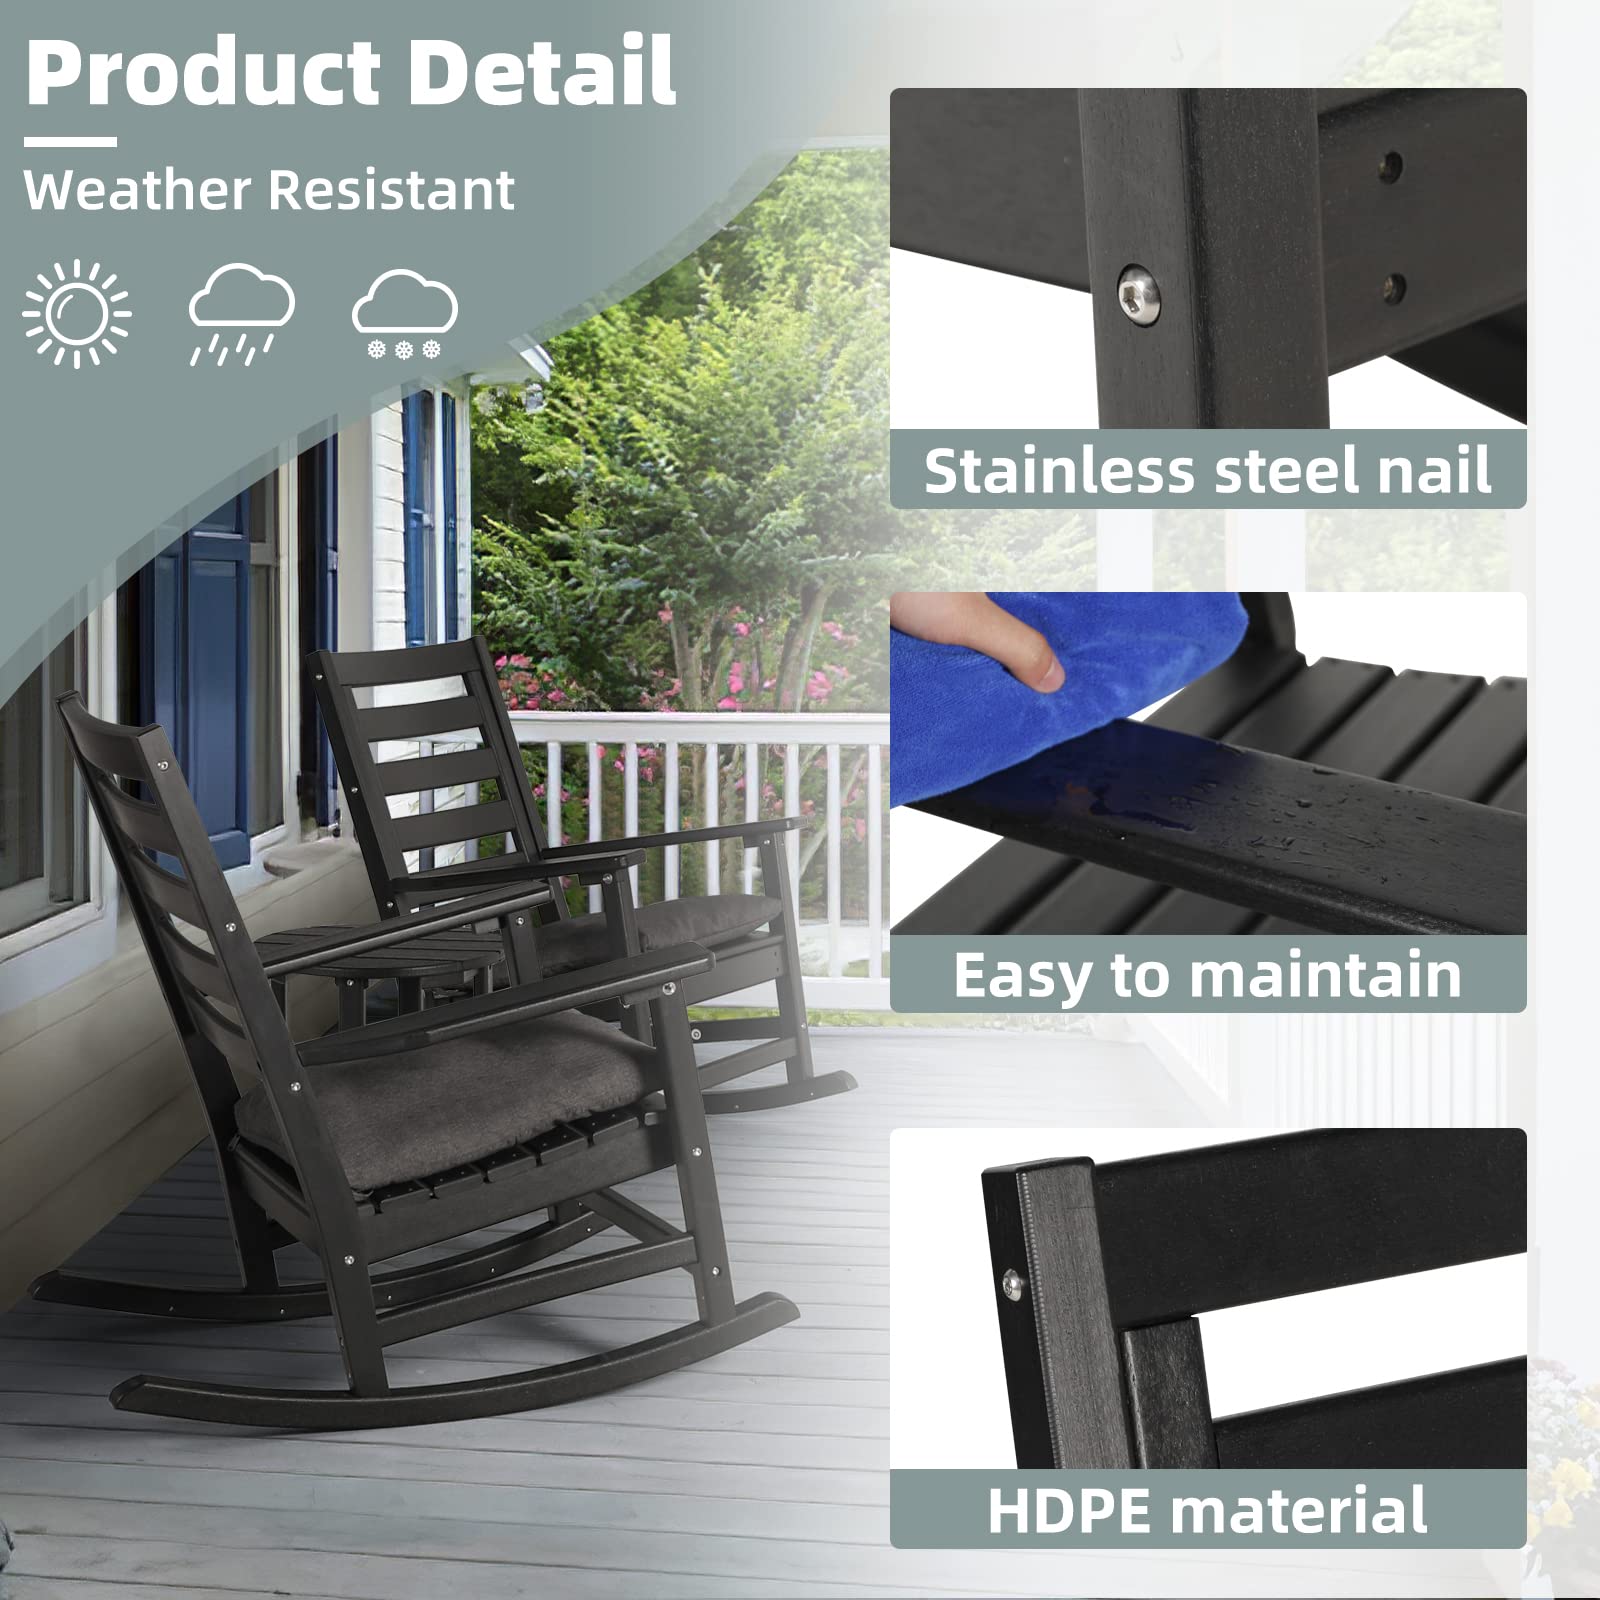 Product Detail
Weather Resistant
Stainless steel nail
Easy to maintain
HDPE material